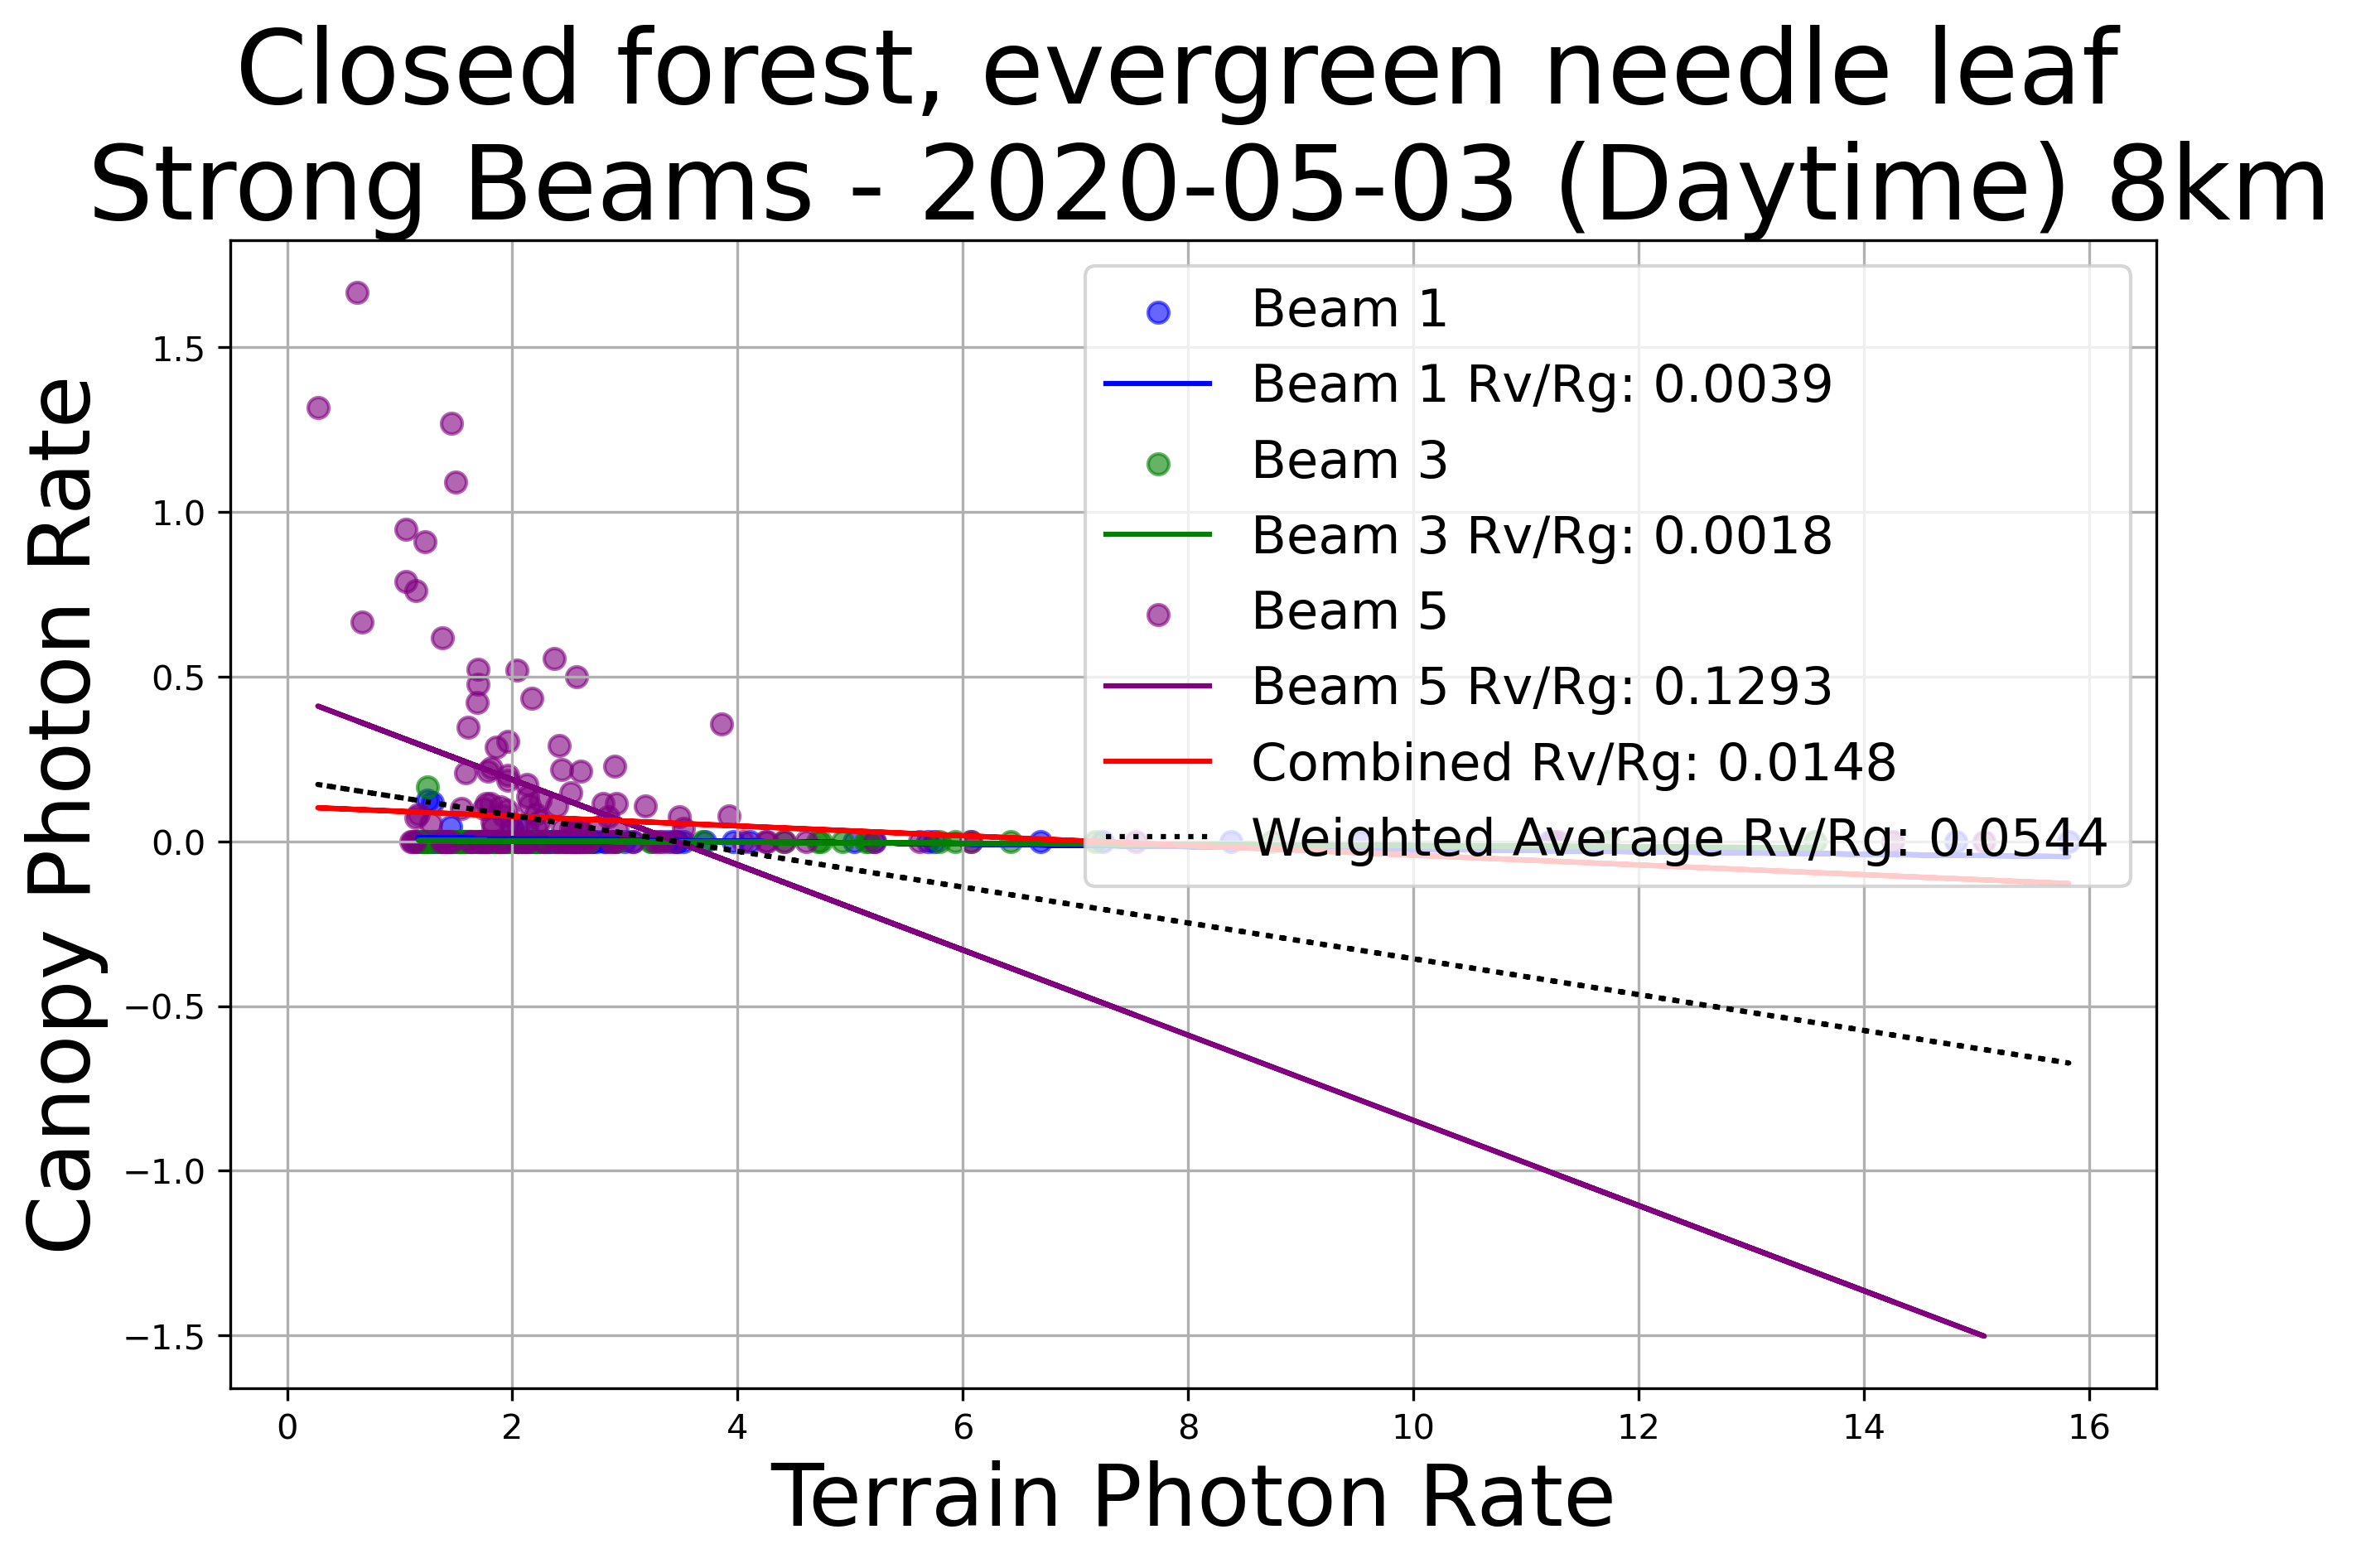 Closed forest, evergreen needle leaf
Strong Beams - 2020-05-03 (Daytime) 8km
Canopy Photon Rate
1.5
1.0
0.5
0.0
−0.5
−1.0
−1.5
Beam 1
Beam 1 Rv/Rg: 0.0039
Beam 3
Beam 3 Rv/Rg: 0.0018
Beam 5
Beam 5 Rv/Rg: 0.1293
Combined Rv/Rg: 0.0148
Weighted Average Rv/Rg: 0.0544
0 2 4 6 8 10 12 14 16
Terrain Photon Rate